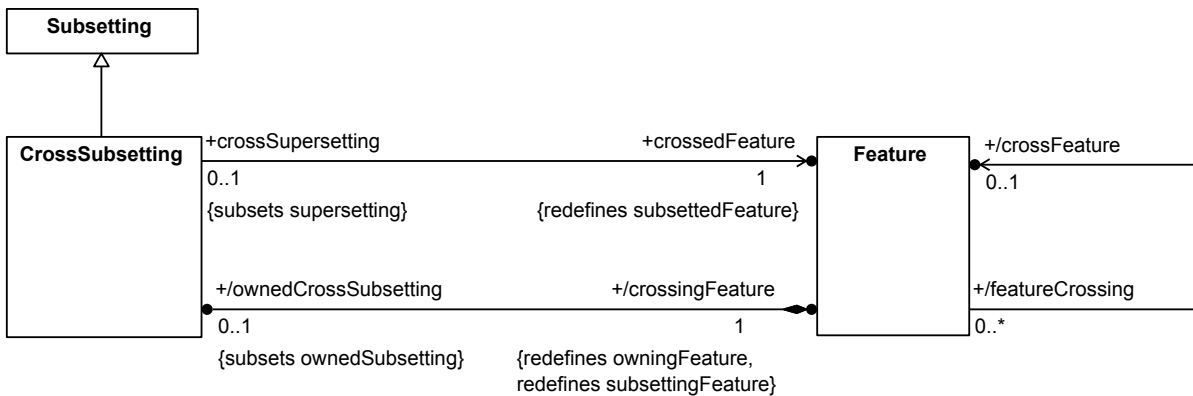 Subsetting
CrossSubsetting
+crossSupersetting
+crossedFeature
Feature
+/crossFeature
0..1
1
0..1
{subsets supersetting}
{redefines subsettedFeature}
+/ownedCrossSubsetting
+/crossingFeature
+/featureCrossing
0..1
1
0..*
{subsets ownedSubsetting}
{redefines owningFeature,
redefines subsettingFeature}